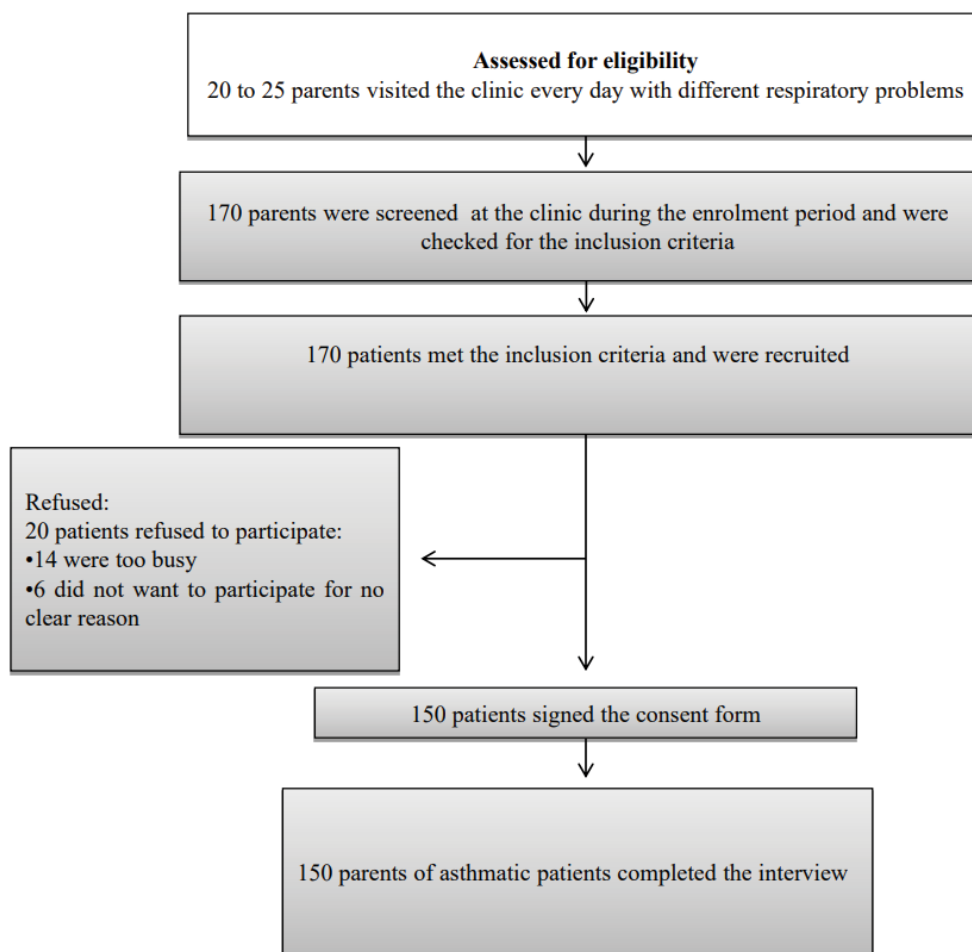 Assessed for eligibility
20 to 25 parents visited the clinic every day with different respiratory problems
170 parents were screened at the clinic during the enrolment period and were
checked for the inclusion criteria
170 patients met the inclusion criteria and were recruited
Refused:
20 patients refused to participate:
•14 were too busy
•6 did not want to participate for no
clear reason
150 patients signed the consent form
150 parents of asthmatic patients completed the interview